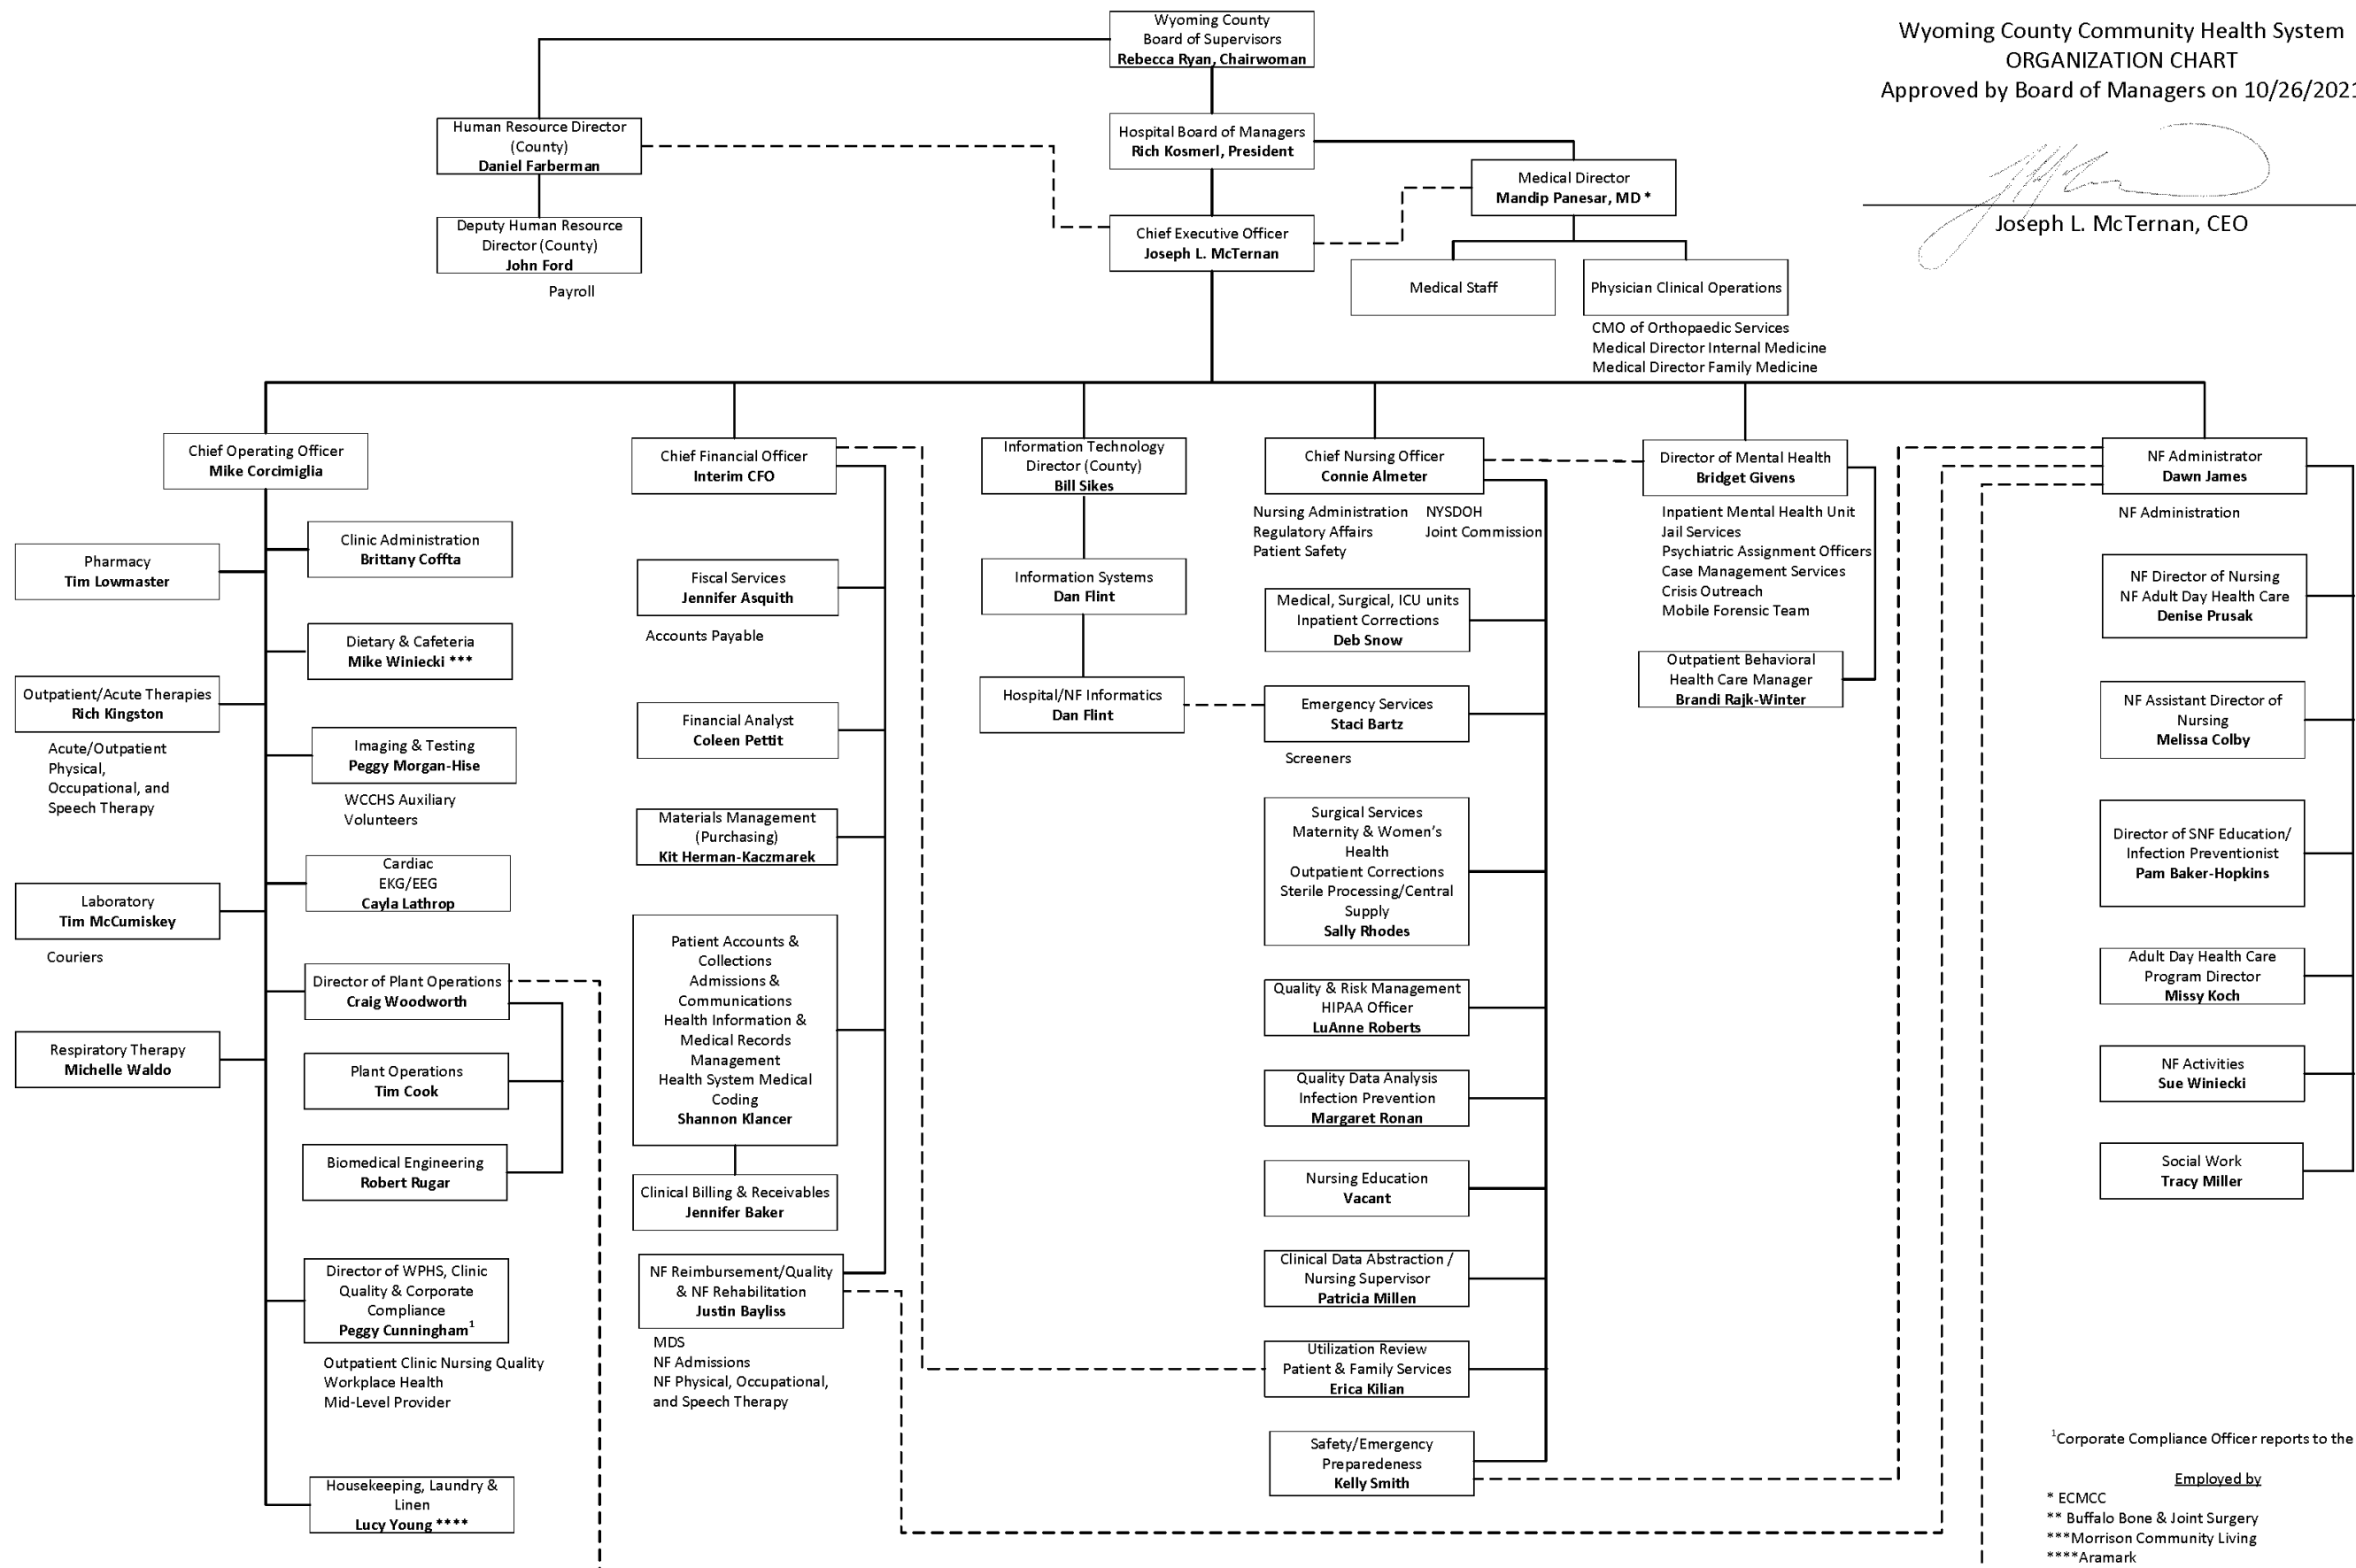 Wyoming County
Board of Supervisors
Rebecca Ryan, Chairwoman
Wyoming County Community Health System
ORGANIZATION CHART
Approved by Board of Managers on 10/26/2021
Joseph L. McTernan, CEO
Human Resource Director
(County)
Daniel Farberman
Hospital Board of Managers
Rich Kosmerl, President
Medical Director
Mandip Panesar, MD *
Deputy Human Resource
Director (County)
John Ford
Payroll
Chief Executive Officer
Joseph L. McTernan
Medical Staff
Physician Clinical Operations
CMO of Orthopaedic Services
Medical Director Internal Medicine
Medical Director Family Medicine
Chief Operating Officer
Mike Corcimiglia
Pharmacy
Tim Lowmaster
Outpatient/Acute Therapies
Rich Kingston
Acute/Outpatient
Physical,
Occupational, and
Speech Therapy
Laboratory
Tim McCumiskey
Couriers
Respiratory Therapy
Michelle Waldo
Clinic Administration
Brittany Coffta
Dietary & Cafeteria
Mike Winiecki ***
Imaging & Testing
Peggy Morgan-Hise
WCCHS Auxiliary
Volunteers
Cardiac
EKG/EEG
Cayla Lathrop
Director of Plant Operations
Craig Woodworth
Plant Operations
Tim Cook
Biomedical Engineering
Robert Rugar
Director of WPHS, Clinic
Quality & Corporate
Compliance
Peggy Cunningham1
Outpatient Clinic Nursing Quality
Workplace Health
Mid-Level Provider
Housekeeping, Laundry &
Linen
Lucy Young ****
Chief Financial Officer
Interim CFO
Fiscal Services
Jennifer Asquith
Accounts Payable
Financial Analyst
Coleen Pettit
Materials Management
(Purchasing)
Kit Herman-Kaczmarek
Patient Accounts &
Collections
Admissions &
Communications
Health Information &
Medical Records
Management
Health System Medical
Coding
Shannon Klancer
Clinical Billing & Receivables
Jennifer Baker
NF Reimbursement/Quality
& NF Rehabilitation
Justin Bayliss
MDS
NF Admissions
NF Physical, Occupational,
and Speech Therapy
Information Technology
Director (County)
Bill Sikes
Information Systems
Dan Flint
Hospital/NF Informatics
Dan Flint
Chief Nursing Officer
Connie Almeter
Nursing Administration NYSDOH
Regulatory Affairs Joint Commission
Patient Safety
Medical, Surgical, ICU units
Inpatient Corrections
Deb Snow
Emergency Services
Staci Bartz
Screeners
Surgical Services
Maternity & Women's
Health
Outpatient Corrections
Sterile Processing/Central
Supply
Sally Rhodes
Quality & Risk Management
HIPAA Officer
LuAnne Roberts
Quality Data Analysis
Infection Prevention
Margaret Ronan
Nursing Education
Vacant
Clinical Data Abstraction /
Nursing Supervisor
Patricia Millen
Utilization Review
Patient & Family Services
Erica Kilian
Safety/Emergency
Preparedeness
Kelly Smith
Director of Mental Health
Bridget Givens
Inpatient Mental Health Unit
Jail Services
Psychiatric Assignment Officers
Case Management Services
Crisis Outreach
Mobile Forensic Team
Outpatient Behavioral
Health Care Manager
Brandi Rajk-Winter
NF Administrator
Dawn James
NF Administration
NF Director of Nursing
NF Adult Day Health Care
Denise Prusak
NF Assistant Director of
Nursing
Melissa Colby
Director of SNF Education/
Infection Preventionist
Pam Baker-Hopkins
Adult Day Health Care
Program Director
Missy Koch
NF Activities
Sue Winiecki
Social Work
Tracy Miller
1Corporate Compliance Officer reports to the
Employed by
* ECMCC
** Buffalo Bone & Joint Surgery
***Morrison Community Living
****Aramark